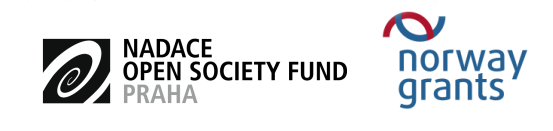 NADACE
OPEN SOCIETY FUND
PRAHA
norway
grants